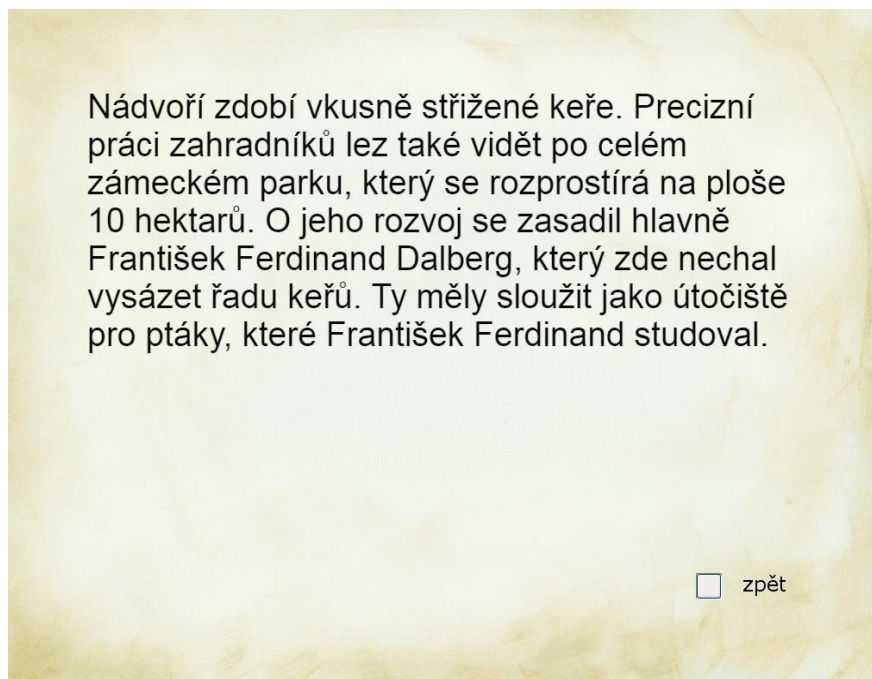 Nádvoří zdobí vkusně střižené keře. Precizní
práci zahradníků lez také vidět po celém
zámeckém parku, který se rozprostírá na ploše
10 hektarů. O jeho rozvoj se zasadil hlavně
František Ferdinand Dalberg, který zde nechal
vysázet řadu keřů. Ty měly sloužit jako útočiště
pro ptáky, které František Ferdinand studoval.
zpět